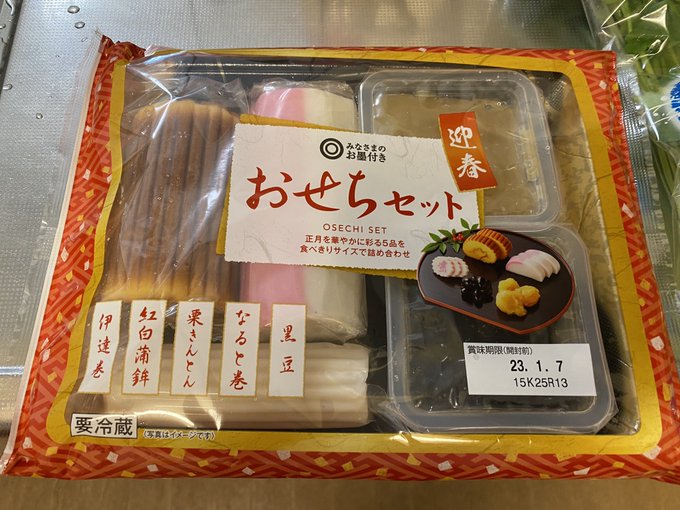 みなさまの
お墨付き
迎春
おせちセット
OSECHI SET
正月を華やかに彩る5品を
食べきりサイズで詰め合わせ
黒豆
なると巻
栗きんとん
紅白蒲鉾
伊達巻
賞味期限(開封前)
23.1.7
15K25R13
要冷蔵
(写真はイメージです)